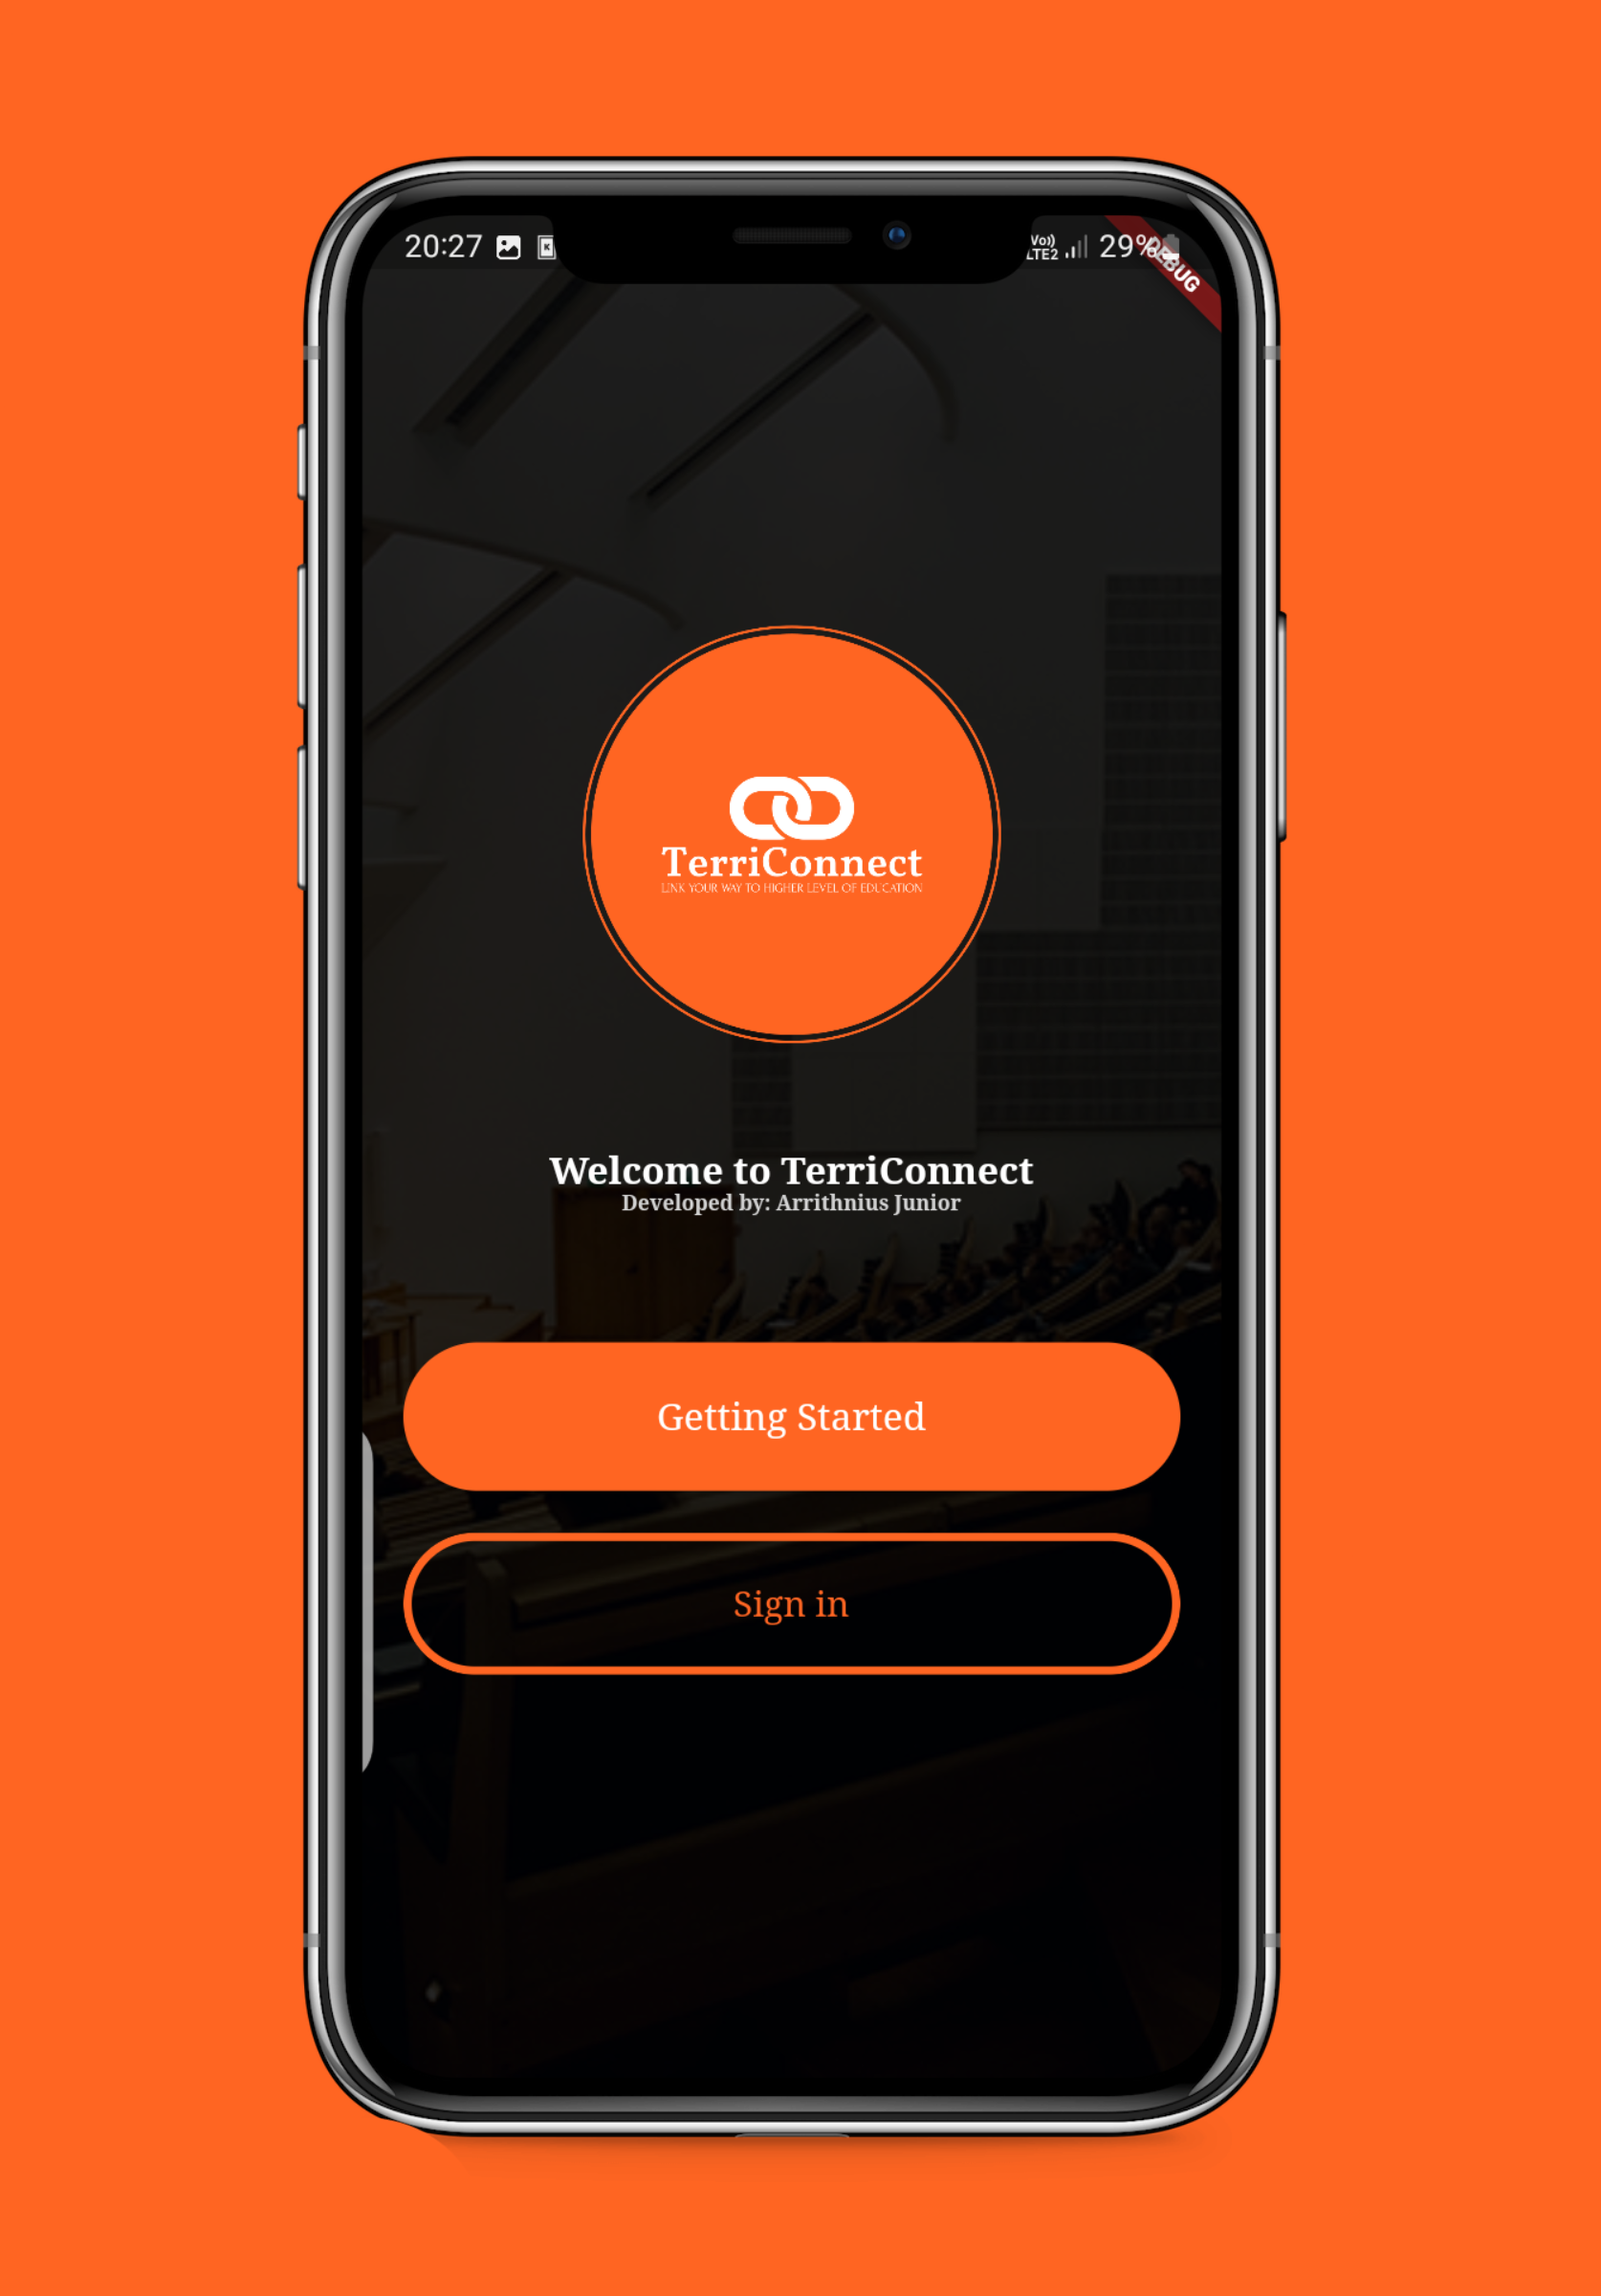 20:27 K Vo)) LTE2 29%
DEBUG
TerriConnect
LINK YOUR WAY TO HIGHER LEVEL OF EDUCATION
Welcome to TerriConnect
Developed by: Arrithnius Junior
Getting Started
Sign in